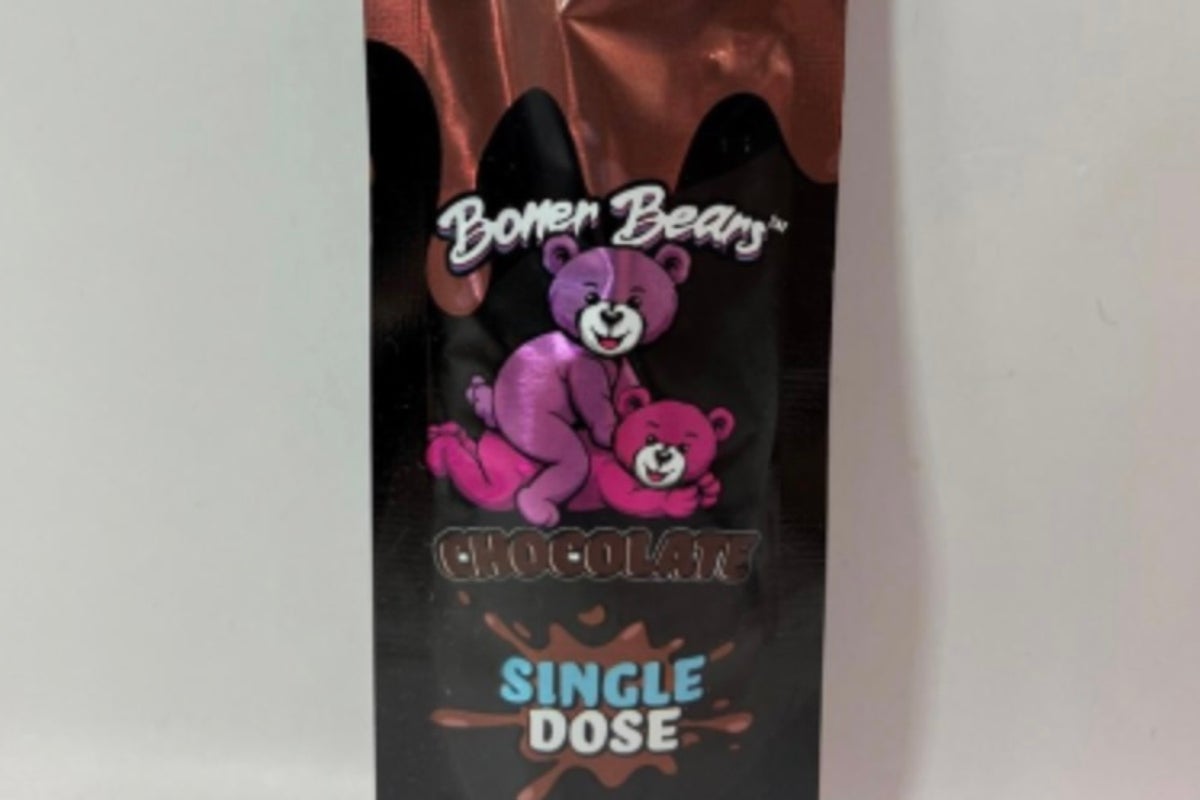 Boner Bears™
CHOCOLATE
SINGLE
DOSE